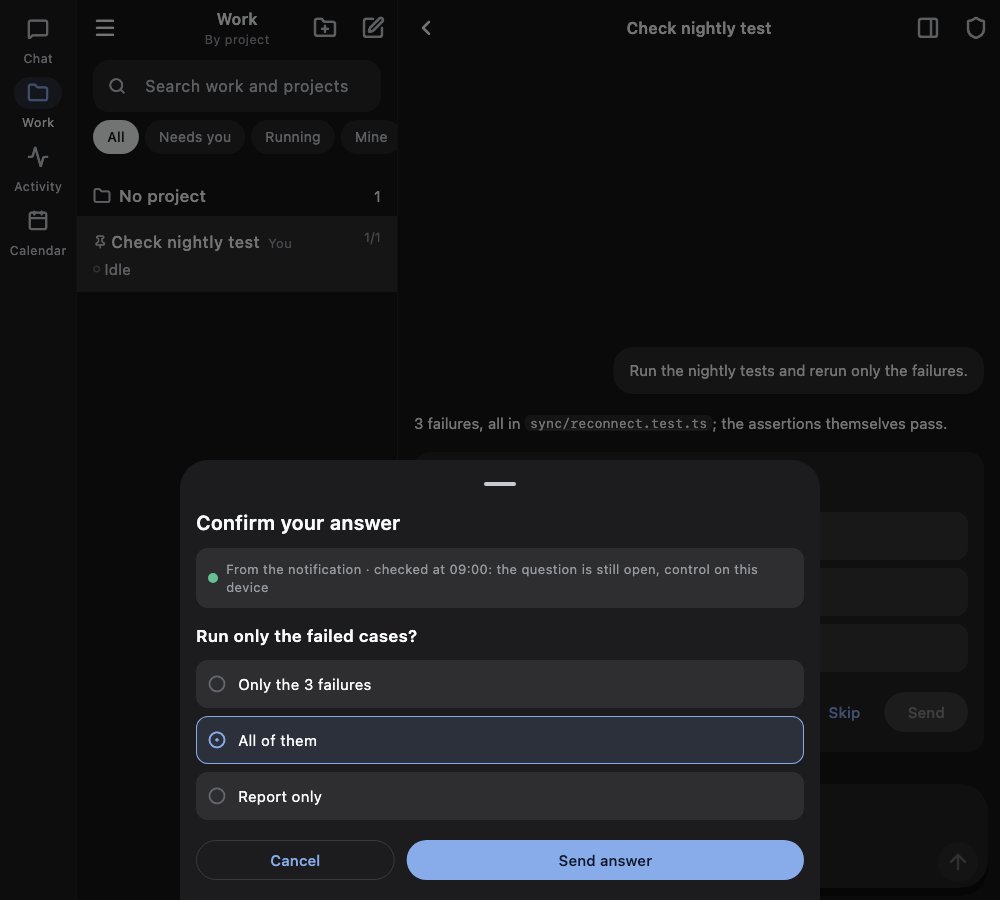 Chat
Work
Activity
Calendar
Work
By project
Search work and projects
All
Needs you
Running
Mine
No project
1
Check nightly test You
1/1
Idle
Check nightly test
Run the nightly tests and rerun only the failures.
3 failures, all in sync/reconnect.test.ts; the assertions themselves pass.
Skip
Send
Confirm your answer
From the notification · checked at 09:00: the question is still open, control on this
device
Run only the failed cases?
Only the 3 failures
All of them
Report only
Cancel
Send answer